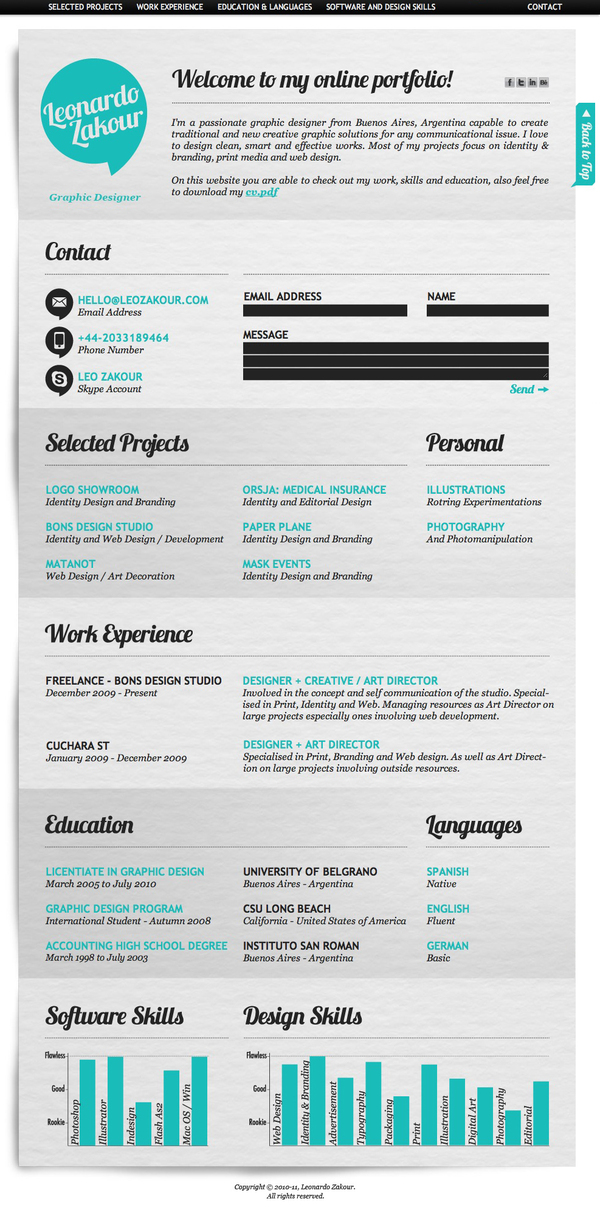 SELECTED PROJECTS WORK EXPERIENCE EDUCATION & LANGUAGES SOFTWARE AND DESIGN SKILLS CONTACT
Leonardo
Zakour
Graphic Designer
Welcome to my online portfolio!
f t in Bē
I'm a passionate graphic designer from Buenos Aires, Argentina capable to create
traditional and new creative graphic solutions for any communicational issue. I love
to design clean, smart and effective works. Most of my projects focus on identity &
branding, print media and web design.
On this website you are able to check out my work, skills and education, also feel free
to download my cv.pdf
Back to Top
Contact
HELLO@LEOZAKOUR.COM
Email Address
+44-2033189464
Phone Number
LEO ZAKOUR
Skype Account
EMAIL ADDRESS NAME
MESSAGE
Send
Selected Projects
LOGO SHOWROOM
Identity Design and Branding
BONS DESIGN STUDIO
Identity and Web Design / Development
MATANOT
Web Design / Art Decoration
ORSJA: MEDICAL INSURANCE
Identity and Editorial Design
PAPER PLANE
Identity Design and Branding
MASK EVENTS
Identity Design and Branding
Personal
ILLUSTRATIONS
Rotring Experimentations
PHOTOGRAPHY
And Photomanipulation
Work Experience
FREELANCE - BONS DESIGN STUDIO
December 2009 - Present
DESIGNER + CREATIVE / ART DIRECTOR
Involved in the concept and self communication of the studio. Special-
ised in Print, Identity and Web. Managing resources as Art Director on
large projects especially ones involving web development.
CUCHARA ST
January 2009 - December 2009
DESIGNER + ART DIRECTOR
Specialised in Print, Branding and Web design. As well as Art Direct-
ion on large projects involving outside resources.
Education
LICENTIATE IN GRAPHIC DESIGN
March 2005 to July 2010
UNIVERSITY OF BELGRANO
Buenos Aires - Argentina
GRAPHIC DESIGN PROGRAM
International Student - Autumn 2008
CSU LONG BEACH
California - United States of America
ACCOUNTING HIGH SCHOOL DEGREE
March 1998 to July 2003
INSTITUTO SAN ROMAN
Buenos Aires - Argentina
Languages
SPANISH
Native
ENGLISH
Fluent
GERMAN
Basic
Software Skills
Flawless
Good
Rookie
Photoshop
Illustrator
Indesign
Flash As2
Mac OS / Win
Design Skills
Flawless
Good
Rookie
Web Design
Identity & Branding
Advertisement
Typography
Packaging
Print
Illustration
Digital Art
Photography
Editorial
Copyright © 2010-11, Leonardo Zakour.
All rights reserved.